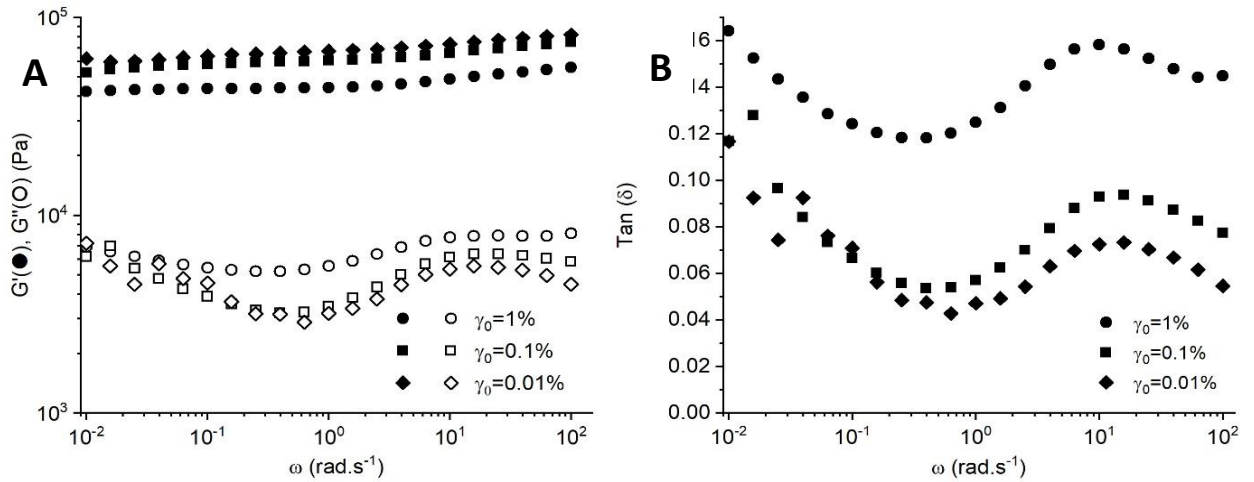 A
10^5
10^4
10^3
G'(●), G"(○) (Pa)
γ₀=1%
γ₀=0.1%
γ₀=0.01%
10^-2 10^-1 10^0 10^1 10^2
ω (rad.s^-1)
B
16
14
0.12
0.10
0.08
0.06
0.04
0.02
0.00
Tan (δ)
γ₀=1%
γ₀=0.1%
γ₀=0.01%
10^-2 10^-1 10^0 10^1 10^2
ω (rad.s^-1)